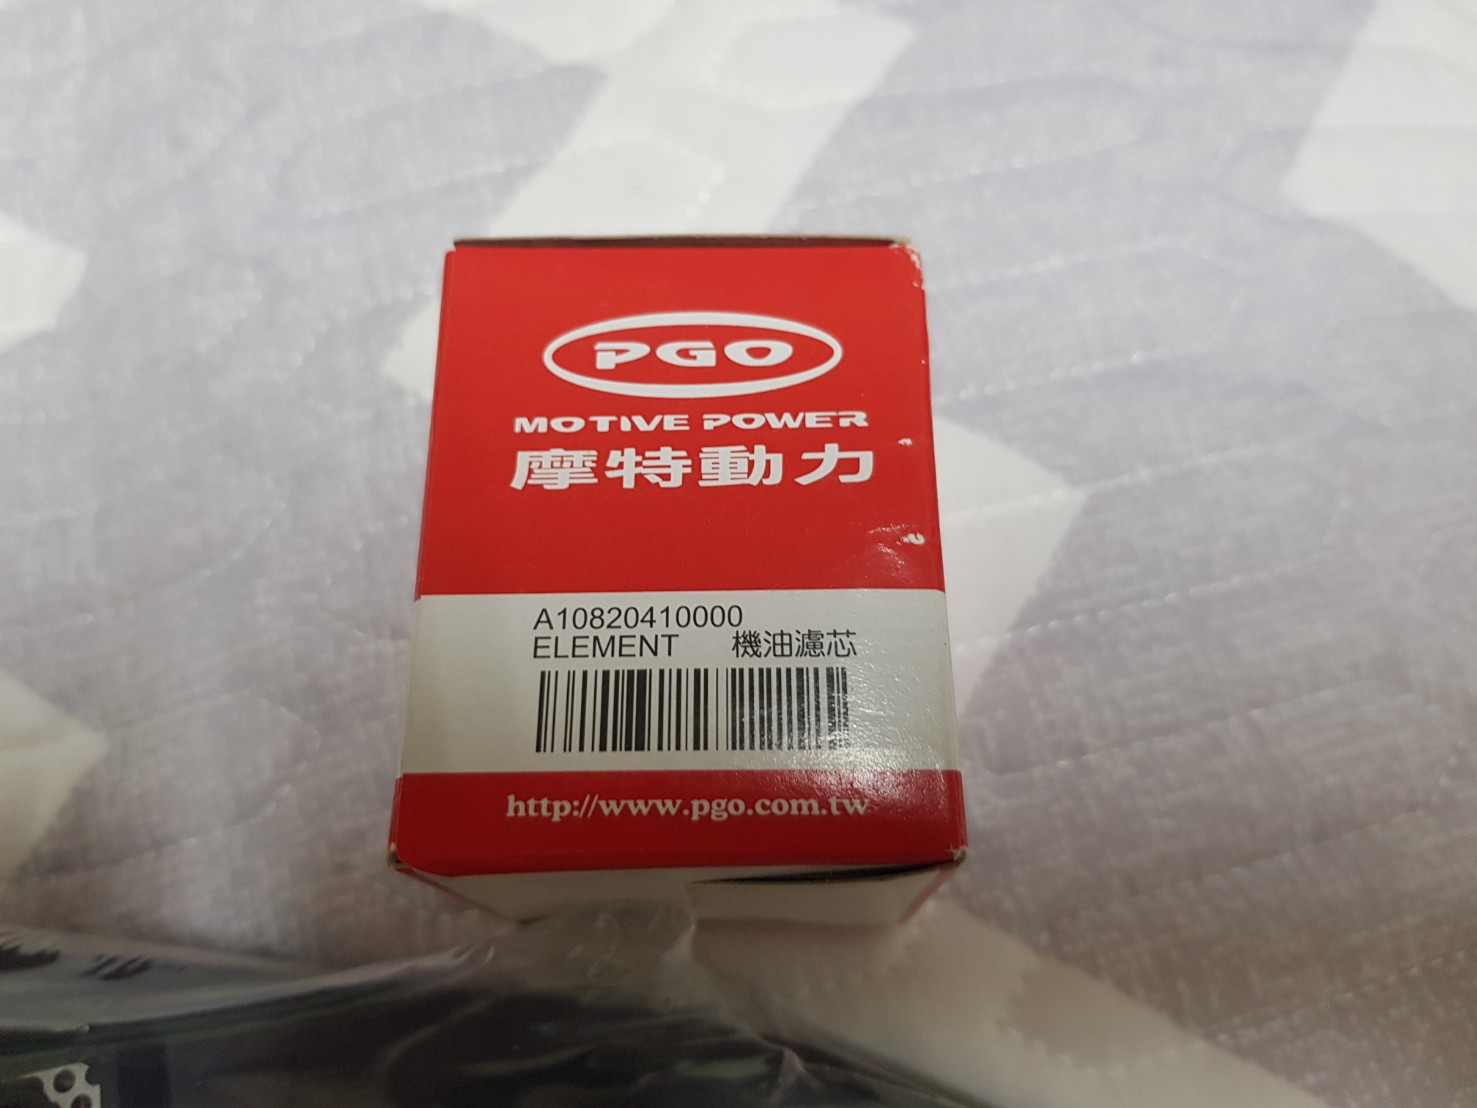 PGO
MOTIVE POWER
摩特動力
A10820410000
ELEMENT 機油濾芯
http://www.pgo.com.tw